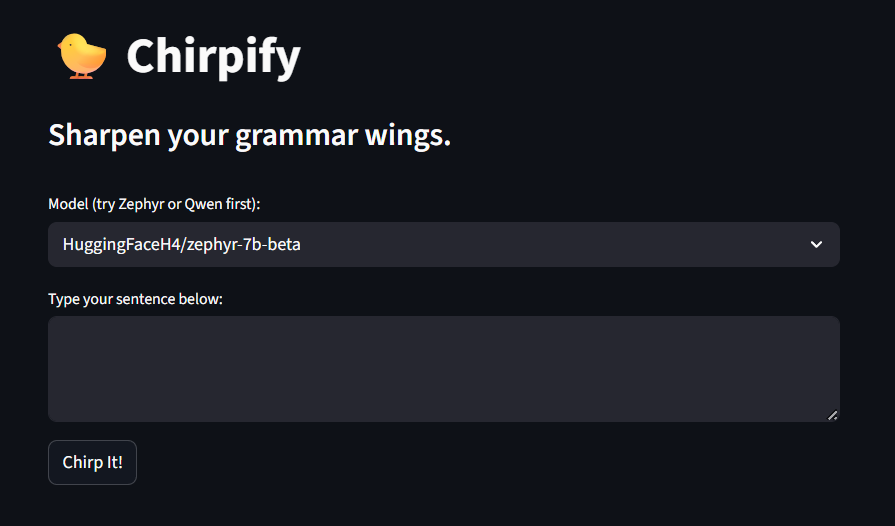 Chirpify
Sharpen your grammar wings.
Model (try Zephyr or Qwen first):
HuggingFaceH4/zephyr-7b-beta
Type your sentence below:
Chirp It!